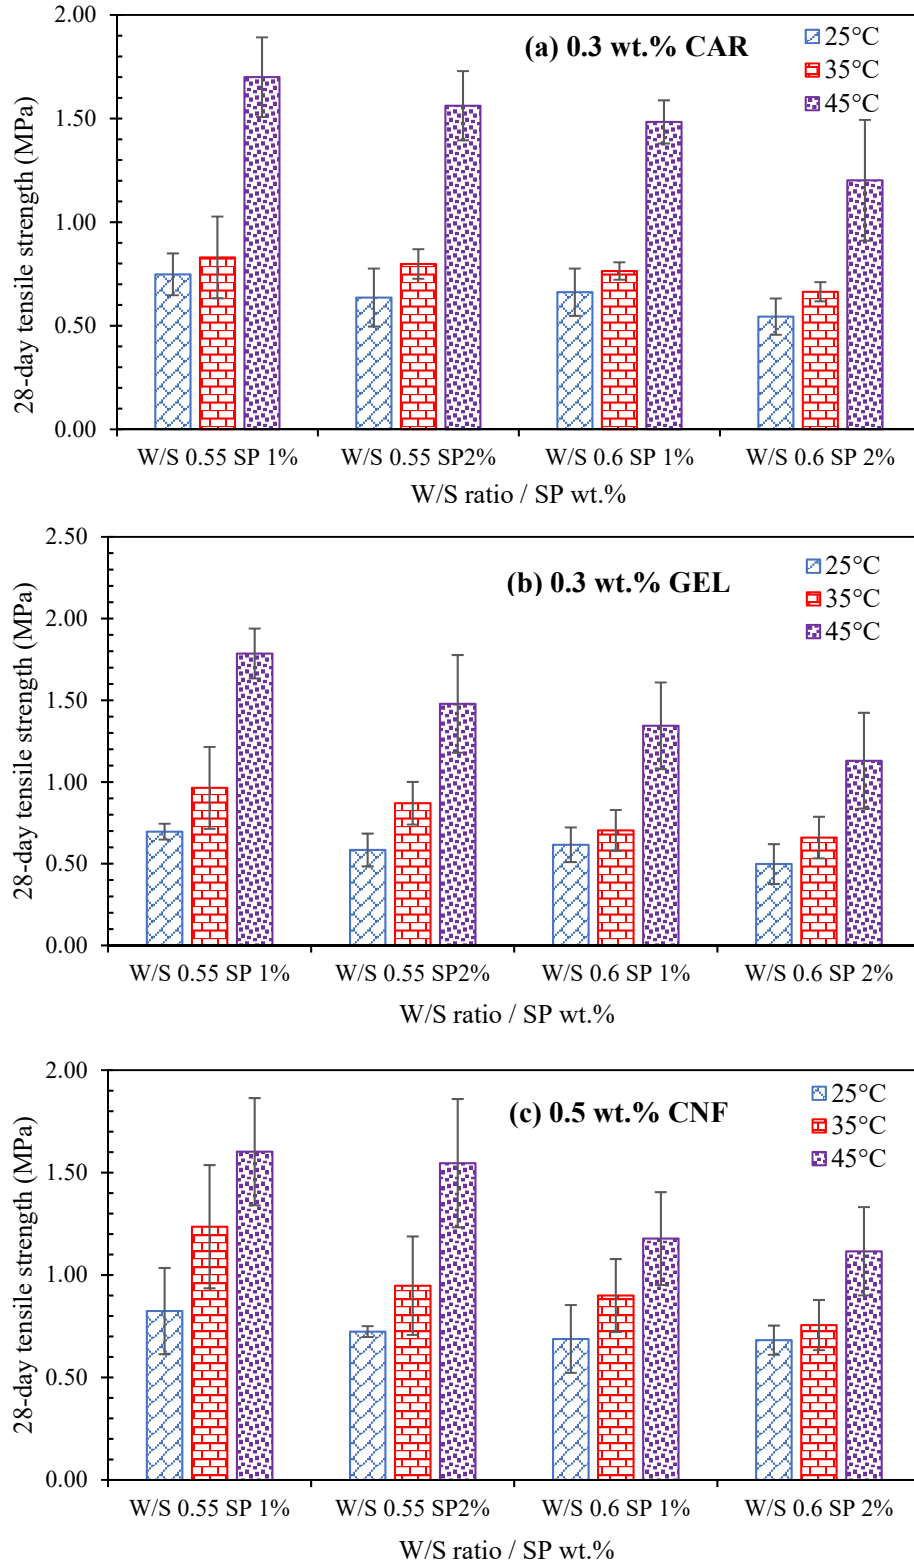 2.00
(a) 0.3 wt.% CAR
25°C
35°C
45°C
1.50
1.00
0.50
0.00
28-day tensile strength (MPa)
W/S 0.55 SP 1%
W/S 0.55 SP2%
W/S 0.6 SP 1%
W/S 0.6 SP 2%
W/S ratio / SP wt.%
2.50
(b) 0.3 wt.% GEL
25°C
35°C
45°C
2.00
1.50
1.00
0.50
0.00
28-day tensile strength (MPa)
W/S 0.55 SP 1%
W/S 0.55 SP2%
W/S 0.6 SP 1%
W/S 0.6 SP 2%
W/S ratio / SP wt.%
2.00
(c) 0.5 wt.% CNF
25°C
35°C
45°C
1.50
1.00
0.50
0.00
28-day tensile strength (MPa)
W/S 0.55 SP 1%
W/S 0.55 SP2%
W/S 0.6 SP 1%
W/S 0.6 SP 2%
W/S ratio / SP wt.%